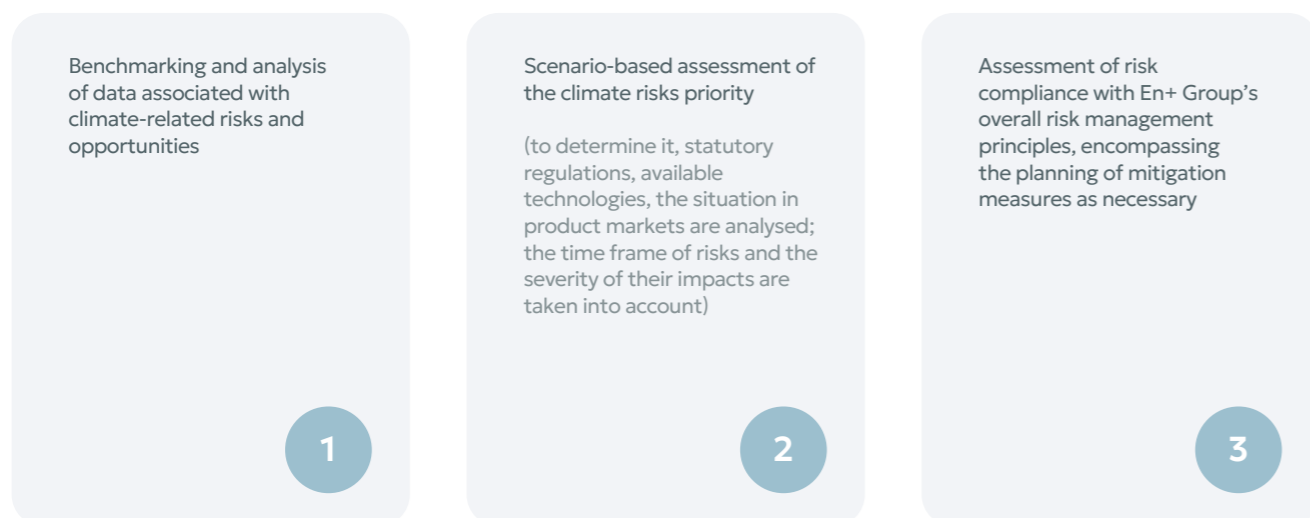 Benchmarking and analysis
of data associated with
climate-related risks and
opportunities
1
Scenario-based assessment of
the climate risks priority
(to determine it, statutory
regulations, available
technologies, the situation in
product markets are analysed;
the time frame of risks and the
severity of their impacts are
taken into account)
2
Assessment of risk
compliance with En+ Group’s
overall risk management
principles, encompassing
the planning of mitigation
measures as necessary
3